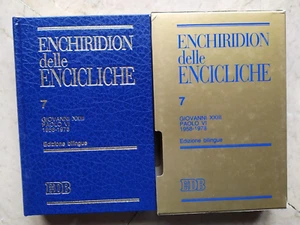 ENCHIRIDION
delle
ENCICLICHE
7
GIOVANNI XXIII
PAOLO VI
1958-1978
Edizione bilingue
EDB
ENCHIRIDION
delle
ENCICLICHE
7
GIOVANNI XXIII
PAOLO VI
1958-1978
Edizione bilingue
EDB